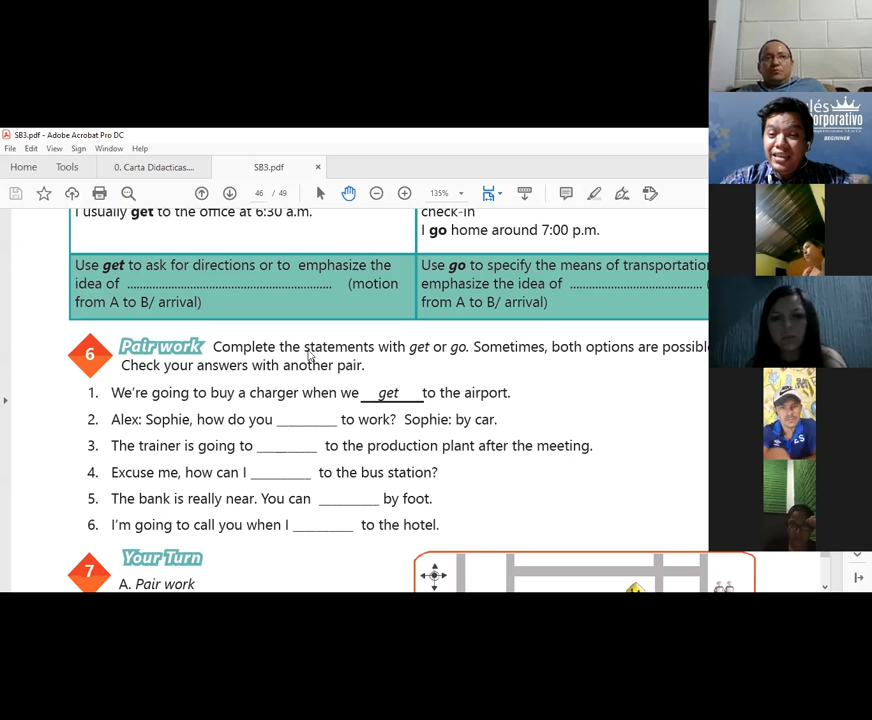 SB3.pdf - Adobe Acrobat Pro DC
File Edit View Sign Window Help
Home Tools 0. Carta Didacticas.... SB3.pdf ×
46 / 49 135%
I usually get to the office at 6:30 a.m.
check-in
I go home around 7:00 p.m.
Use get to ask for directions or to emphasize the
idea of .................................................... (motion
from A to B/ arrival)
Use go to specify the means of transportation
emphasize the idea of ................................. (
from A to B/ arrival)
6 Pair work Complete the statements with get or go. Sometimes, both options are possible
Check your answers with another pair.
1. We're going to buy a charger when we get to the airport.
2. Alex: Sophie, how do you ________ to work? Sophie: by car.
3. The trainer is going to ________ to the production plant after the meeting.
4. Excuse me, how can I ________ to the bus station?
5. The bank is really near. You can ________ by foot.
6. I'm going to call you when I ________ to the hotel.
7 Your Turn
A. Pair work
lés
orporativo
BEGINNER